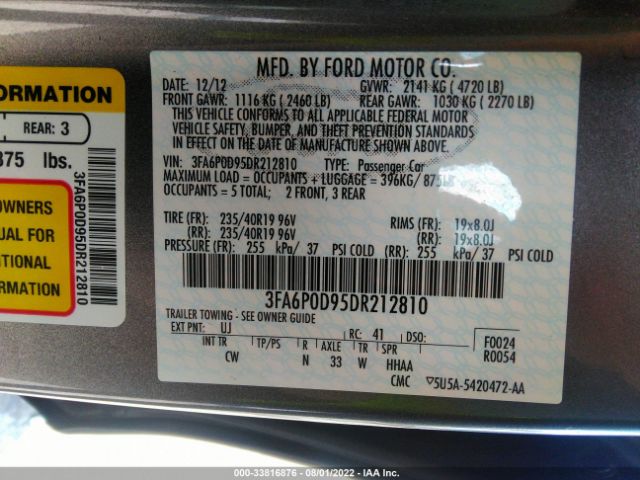 FORMATION
REAR: 3
875 lbs.
OWNERS
UAL FOR
ITIONAL
MATION
3FA6P0D95DR212810
MFD. BY FORD MOTOR CO.
DATE: 12/12 GVWR: 2141 KG ( 4720 LB)
FRONT GAWR: 1116 KG ( 2460 LB) REAR GAWR: 1030 KG ( 2270 LB)
THIS VEHICLE CONFORMS TO ALL APPLICABLE FEDERAL MOTOR
VEHICLE SAFETY, BUMPER, AND THEFT PREVENTION STANDARDS
IN EFFECT ON THE DATE OF MANUFACTURE SHOWN ABOVE.
VIN: 3FA6P0D95DR212810 TYPE: Passenger Car
MAXIMUM LOAD = OCCUPANTS + LUGGAGE = 396KG/ 875LB
OCCUPANTS = 5 TOTAL; 2 FRONT, 3 REAR
TIRE (FR): 235/40R19 96V RIMS (FR): 19x8.0J
(RR): 235/40R19 96V (RR): 19x8.0J
PRESSURE (FR): 255 kPa/ 37 PSI COLD (RR): 255 kPa/ 37 PSI COLD
3FA6P0D95DR212810
TRAILER TOWING - SEE OWNER GUIDE
EXT PNT: UJ RC: 41 DSO: F0024
INT TR TP/PS R AXLE TR SPR R0054
CW N 33 W HHAA
CMC 5U5A-5420472-AA
000-33816876 - 08/01/2022 - IAA Inc.